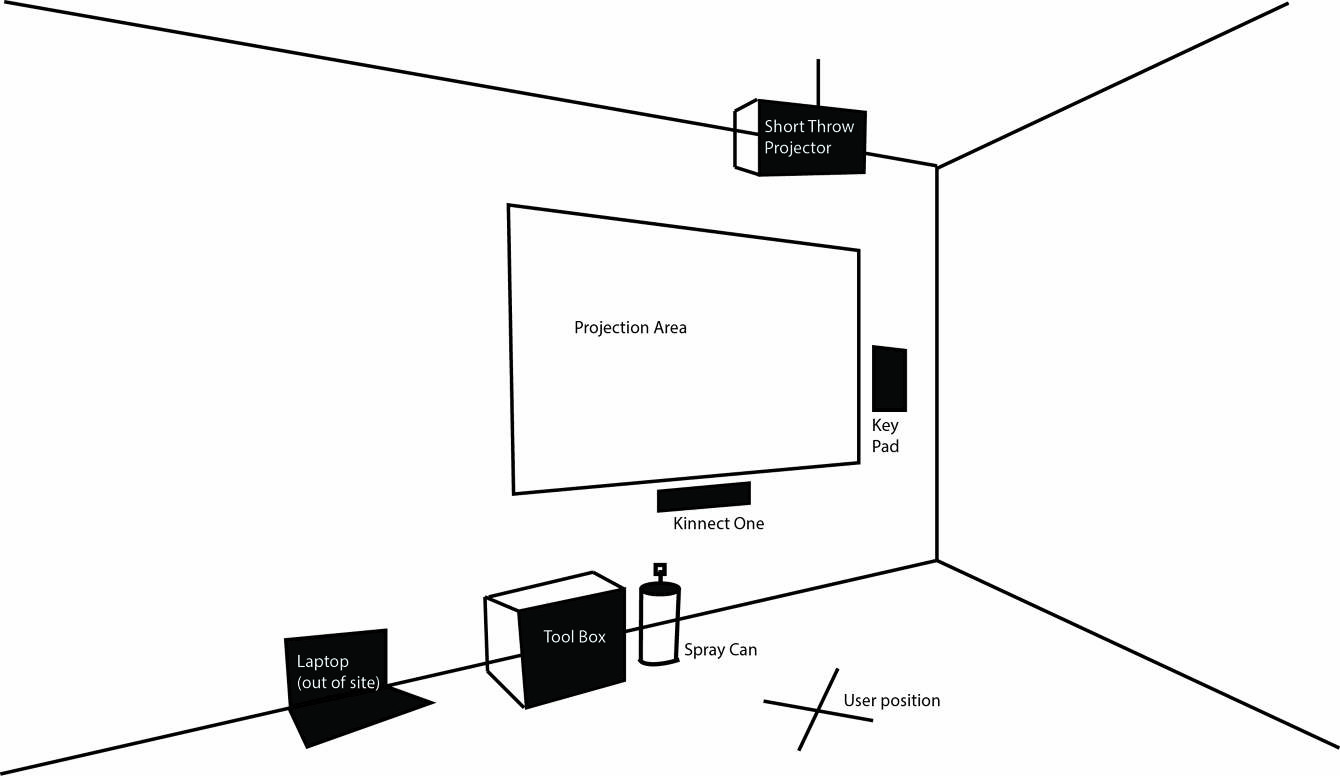 Short Throw
Projector
Projection Area
Key
Pad
Kinnect One
Tool Box
Spray Can
Laptop
(out of site)
User position